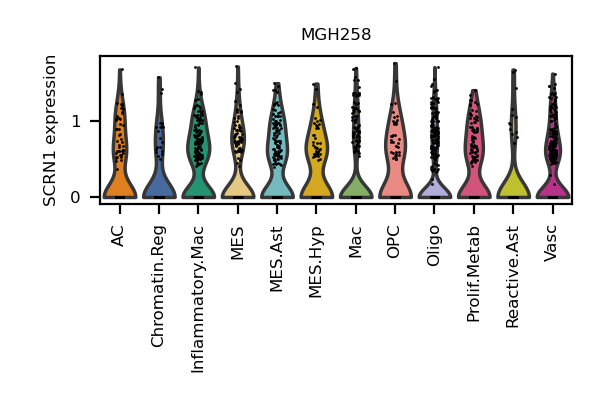 MGH258
SCRN1 expression
1
0
AC
Chromatin.Reg
Inflammatory.Mac
MES
MES.Ast
MES.Hyp
Mac
OPC
Oligo
Prolif.Metab
Reactive.Ast
Vasc